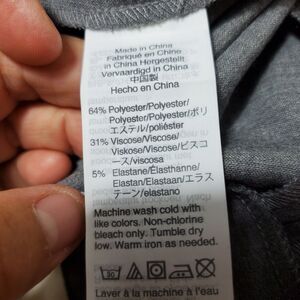 Made in China
Fabriqué en Chine
in China Hergestellt
Vervaardigd in China
中国製
Hecho en China
64% Polyester/Polyester/
Polyester/Polyester/ポリ
エステル/poliéster
31% Viscose/Viscose/
Viskose/Viscose/ビスコ
ース/viscosa
5% Elastane/Élasthanne/
Elastan/Elastaan/エラス
テーン/elastano
Machine wash cold with
like colors. Non-chlorine
bleach only. Tumble dry
low. Warm iron as needed.
30
Laver à la machine à l'eau